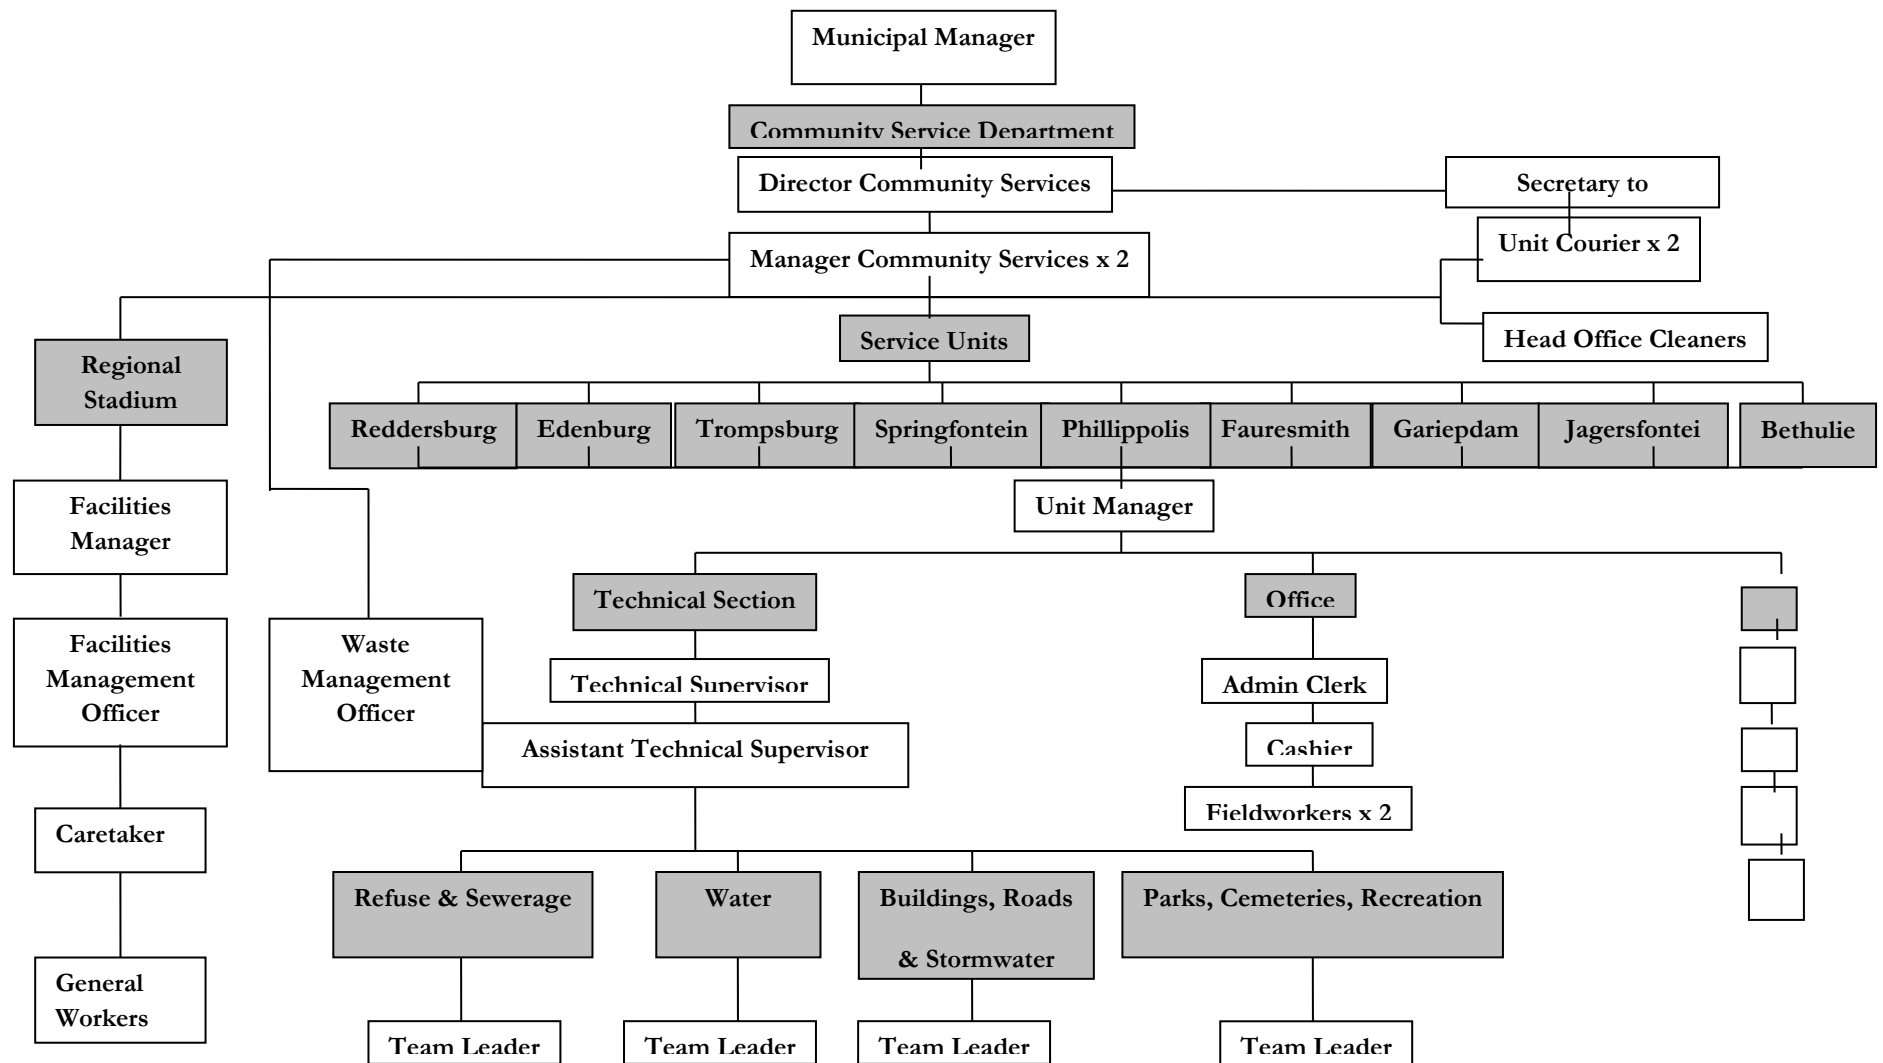 Municipal Manager
Community Service Department
Director Community Services
Secretary to
Manager Community Services x 2
Unit Courier x 2
Service Units
Head Office Cleaners
Regional
Stadium
Reddersburg
Edenburg
Trompsburg
Springfontein
Phillippolis
Fauresmith
Gariepdam
Jagersfontei
Bethulie
Facilities
Manager
Unit Manager
Technical Section
Office
Facilities
Management
Officer
Waste
Management
Officer
Technical Supervisor
Admin Clerk
Assistant Technical Supervisor
Cashier
Fieldworkers x 2
Caretaker
Refuse & Sewerage
Water
Buildings, Roads
& Stormwater
Parks, Cemeteries, Recreation
General
Workers
Team Leader
Team Leader
Team Leader
Team Leader